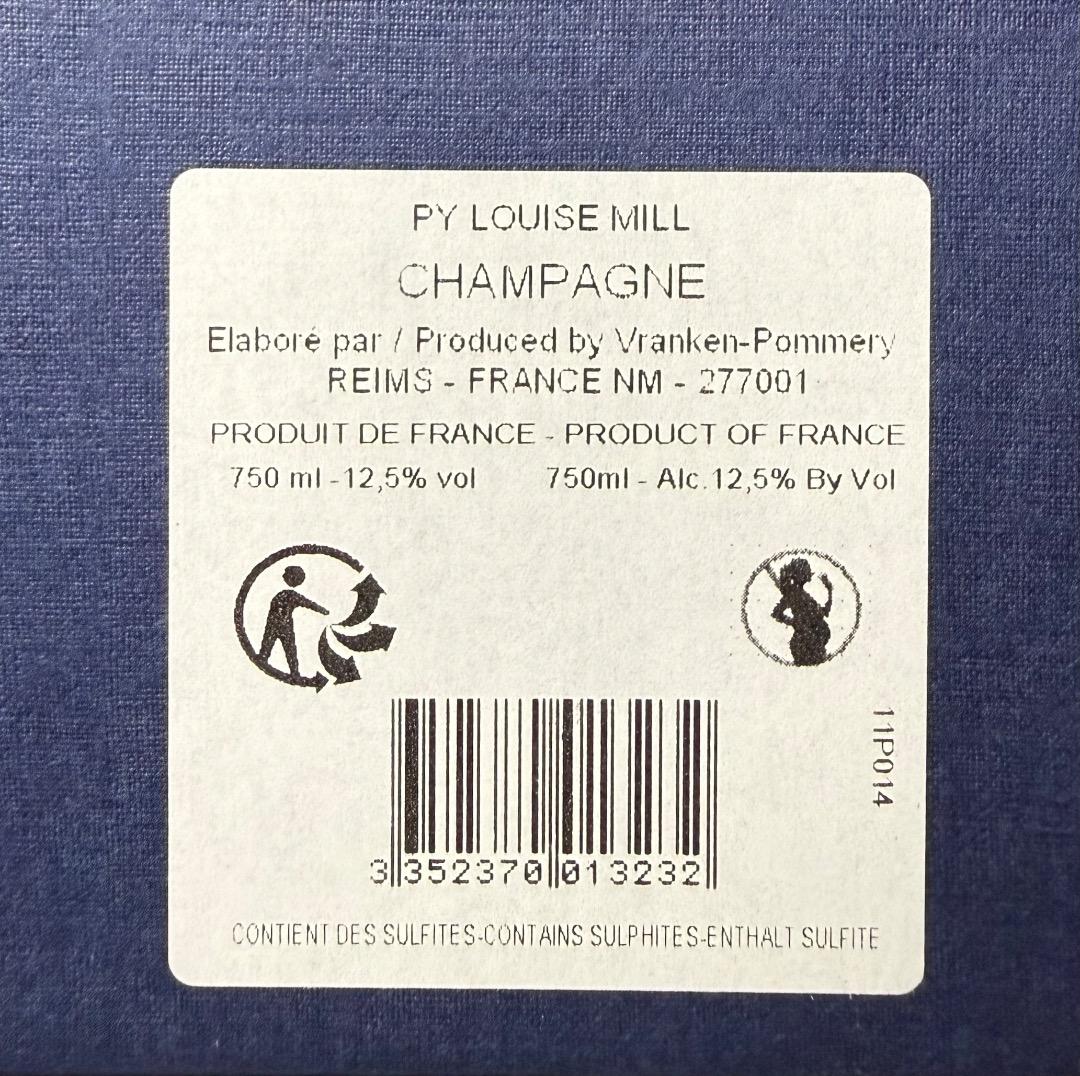 PY LOUISE MILL
CHAMPAGNE
Elaboré par / Produced by Vranken-Pommery
REIMS - FRANCE NM - 277001
PRODUIT DE FRANCE - PRODUCT OF FRANCE
750 ml -12,5% vol 750ml - Alc.12,5% By Vol
11P014
3 352370 013232
CONTIENT DES SULFITES-CONTAINS SULPHITES-ENTHALT SULFITE